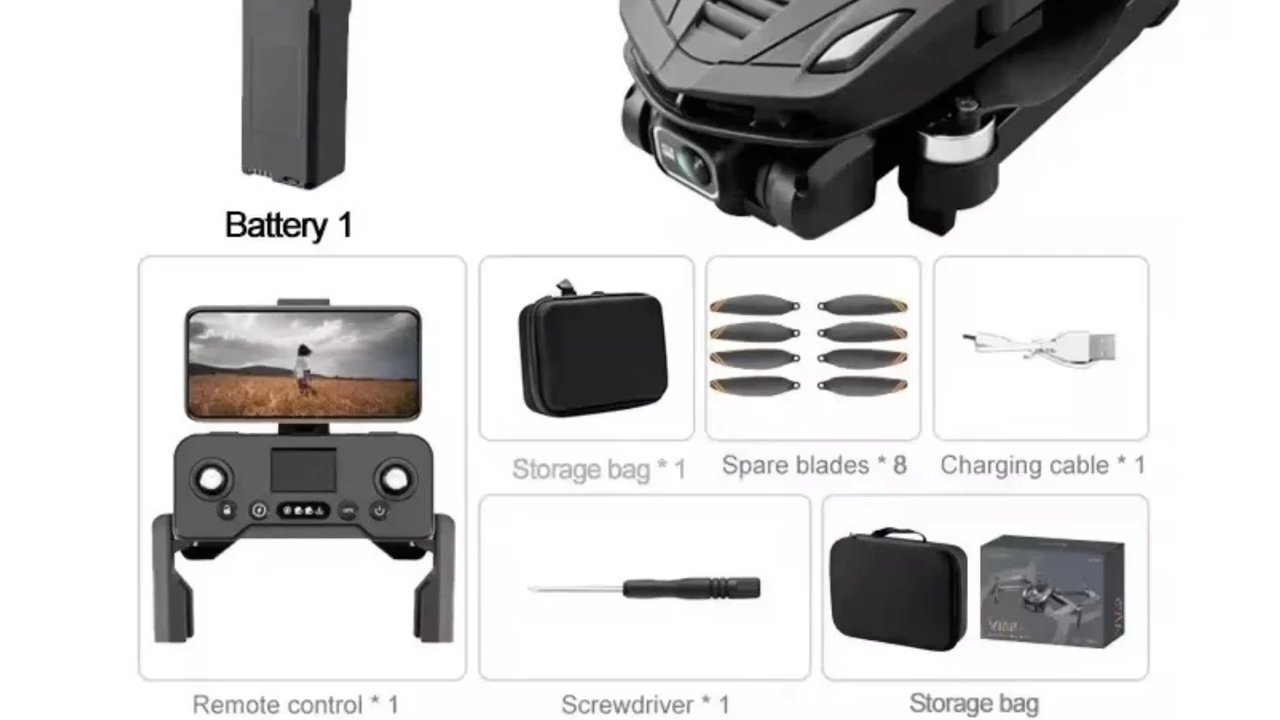 Battery 1
Storage bag * 1
Spare blades * 8
Charging cable * 1
Remote control * 1
Screwdriver * 1
Storage bag